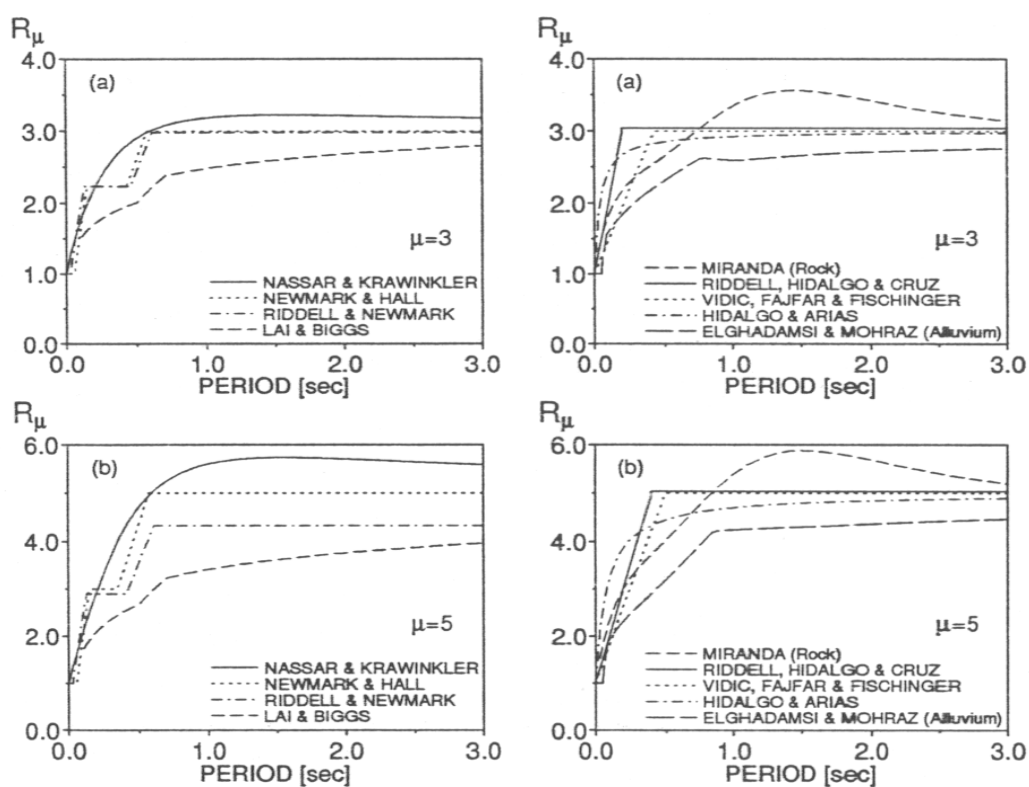 Rμ
4.0
(a)
3.0
2.0
μ=3
1.0
NASSAR & KRAWINKLER
NEWMARK & HALL
RIDDELL & NEWMARK
LAI & BIGGS
0.0
0.0 1.0 2.0 3.0
PERIOD [sec]
Rμ
4.0
(a)
3.0
2.0
μ=3
1.0
MIRANDA (Rock)
RIDDELL, HIDALGO & CRUZ
VIDIC, FAJFAR & FISCHINGER
HIDALGO & ARIAS
ELGHADAMSI & MOHRAZ (Alluvium)
0.0
0.0 1.0 2.0 3.0
PERIOD [sec]
Rμ
6.0
(b)
4.0
2.0
μ=5
NASSAR & KRAWINKLER
NEWMARK & HALL
RIDDELL & NEWMARK
LAI & BIGGS
0.0
0.0 1.0 2.0 3.0
PERIOD [sec]
Rμ
6.0
(b)
4.0
2.0
μ=5
MIRANDA (Rock)
RIDDELL, HIDALGO & CRUZ
VIDIC, FAJFAR & FISCHINGER
HIDALGO & ARIAS
ELGHADAMSI & MOHRAZ (Alluvium)
0.0
0.0 1.0 2.0 3.0
PERIOD [sec]